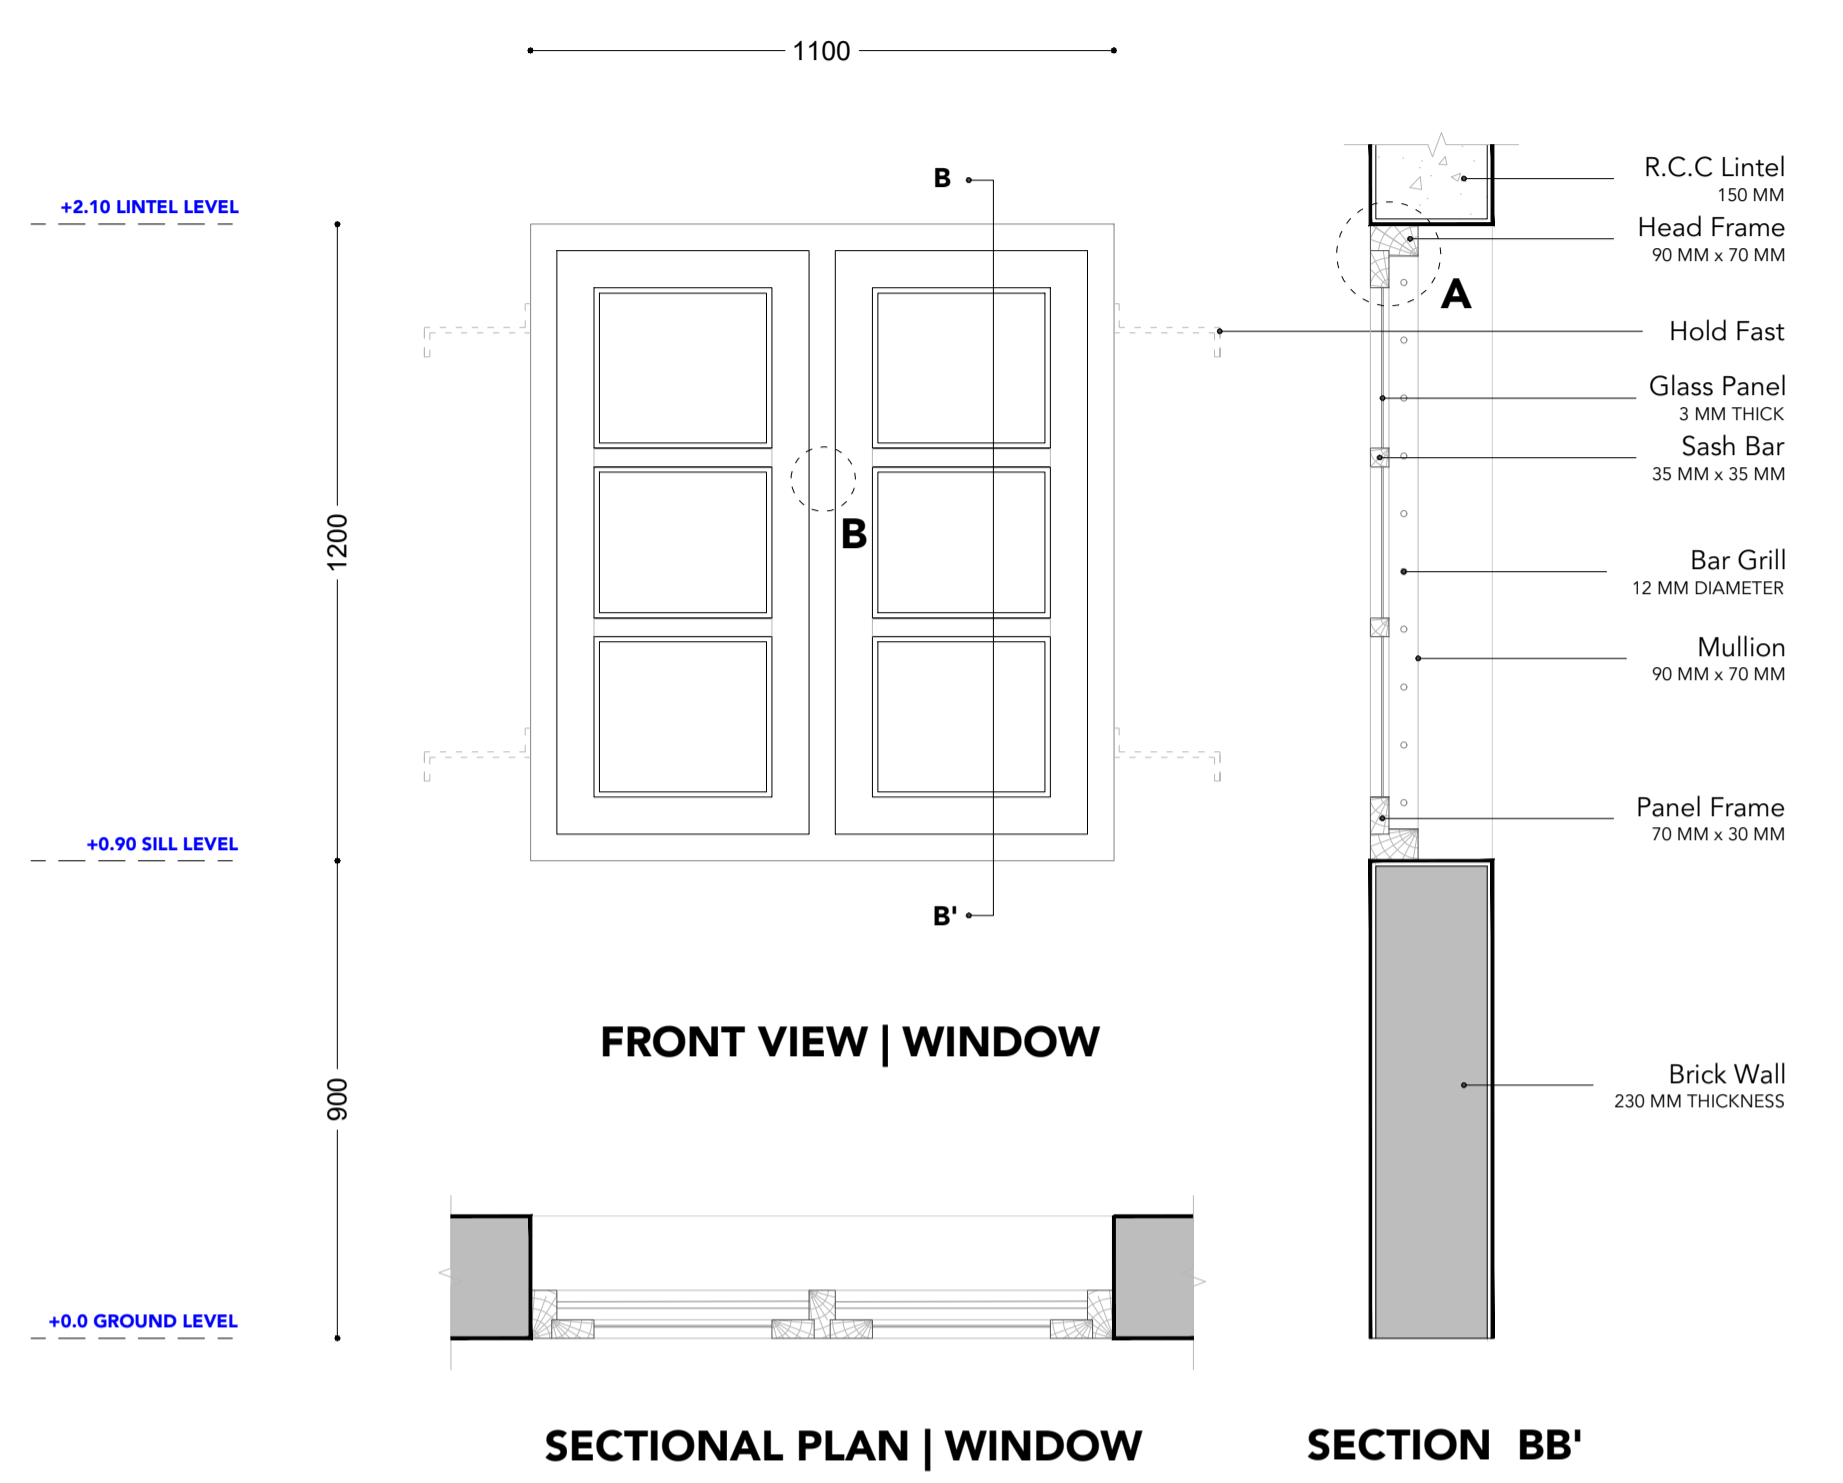 1100
B
+2.10 LINTEL LEVEL
R.C.C Lintel
150 MM
Head Frame
90 MM x 70 MM
A
Hold Fast
Glass Panel
3 MM THICK
Sash Bar
35 MM x 35 MM
1200
B
Bar Grill
12 MM DIAMETER
Mullion
90 MM x 70 MM
Panel Frame
70 MM x 30 MM
+0.90 SILL LEVEL
B'
FRONT VIEW | WINDOW
900
Brick Wall
230 MM THICKNESS
+0.0 GROUND LEVEL
SECTIONAL PLAN | WINDOW
SECTION BB'